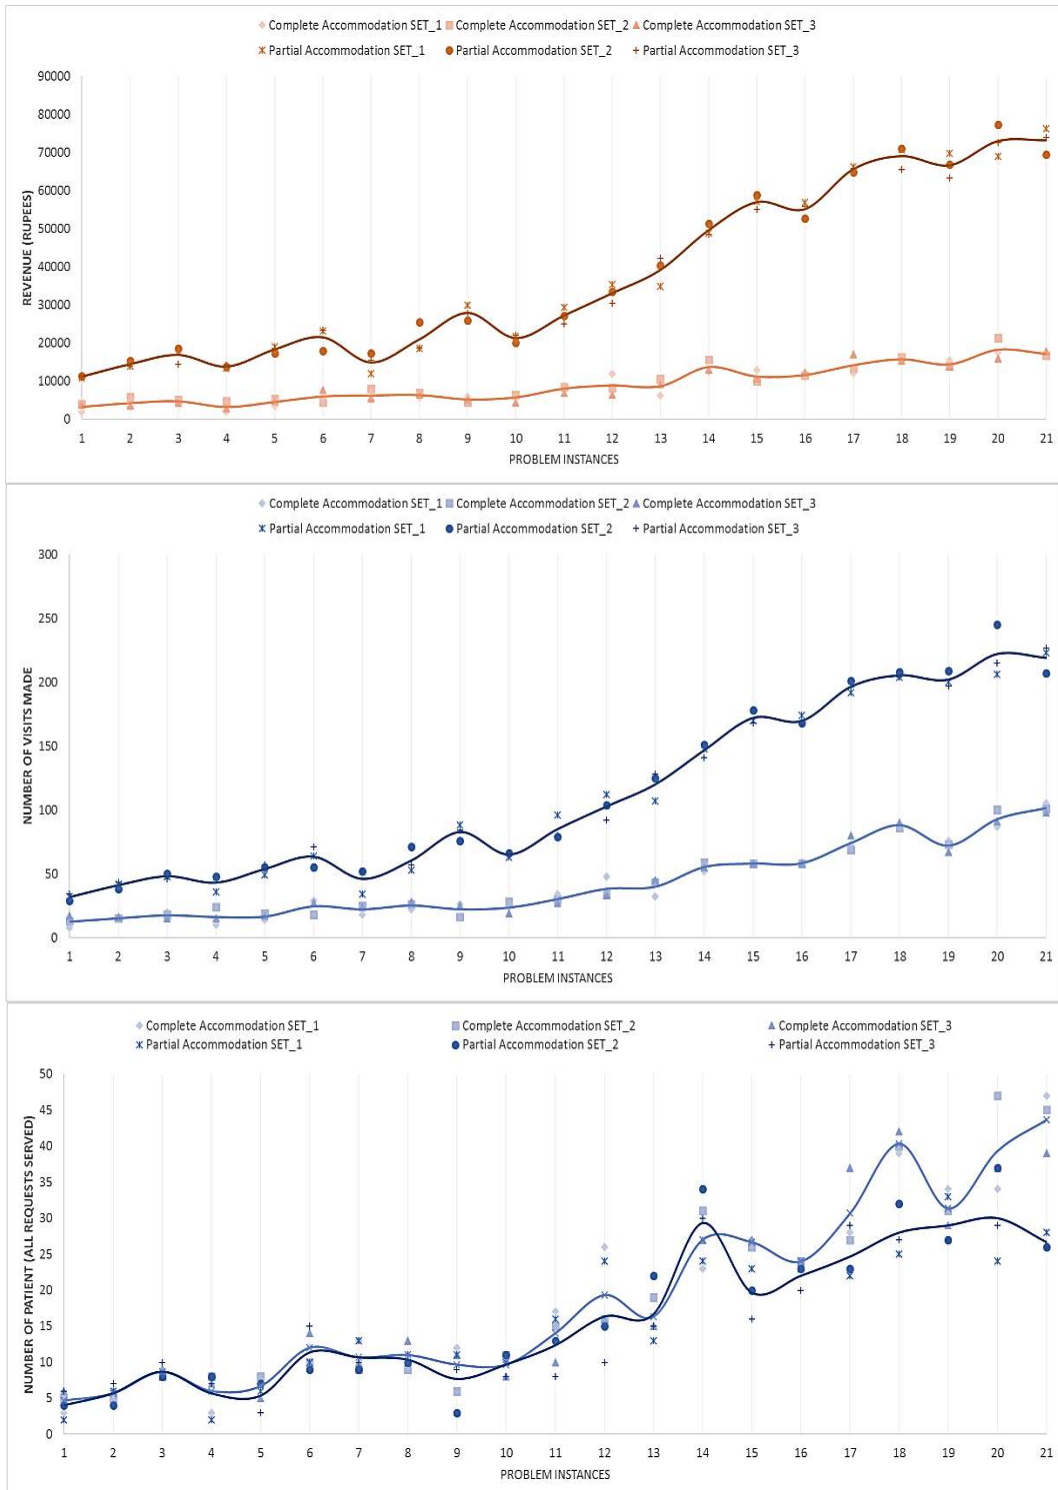 Complete Accommodation SET_1 Complete Accommodation SET_2 Complete Accommodation SET_3
Partial Accommodation SET_1 Partial Accommodation SET_2 Partial Accommodation SET_3
REVENUE (RUPEES)
90000
80000
70000
60000
50000
40000
30000
20000
10000
0
1 2 3 4 5 6 7 8 9 10 11 12 13 14 15 16 17 18 19 20 21
PROBLEM INSTANCES
Complete Accommodation SET_1 Complete Accommodation SET_2 Complete Accommodation SET_3
Partial Accommodation SET_1 Partial Accommodation SET_2 Partial Accommodation SET_3
NUMBER OF VISITS MADE
300
250
200
150
100
50
0
1 2 3 4 5 6 7 8 9 10 11 12 13 14 15 16 17 18 19 20 21
PROBLEM INSTANCES
Complete Accommodation SET_1 Complete Accommodation SET_2 Complete Accommodation SET_3
Partial Accommodation SET_1 Partial Accommodation SET_2 Partial Accommodation SET_3
NUMBER OF PATIENT (ALL REQUESTS SERVED)
50
45
40
35
30
25
20
15
10
5
0
1 2 3 4 5 6 7 8 9 10 11 12 13 14 15 16 17 18 19 20 21
PROBLEM INSTANCES